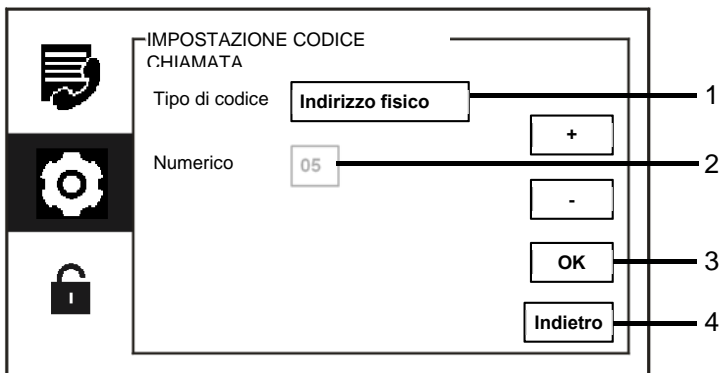 IMPOSTAZIONE CODICE
CHIAMATA
Tipo di codice
Indirizzo fisico
1
+
Numerico
05
2
-
OK
3
Indietro
4